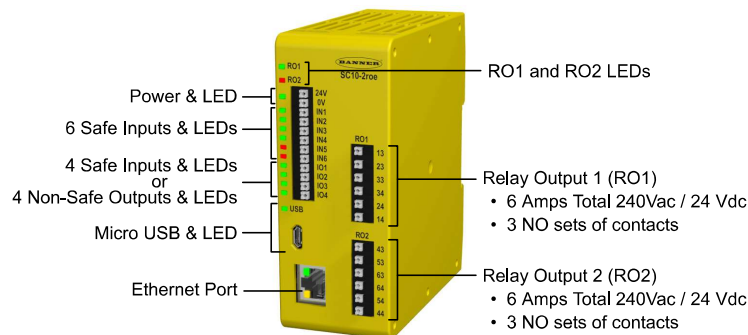 BANNER
SC10-2roe
RO1
RO2
24V
0V
IN1
IN2
IN3
IN4
IN5
IN6
IO1
IO2
IO3
IO4
USB
RO1
13
23
33
34
24
14
RO2
43
53
63
64
54
44
Power & LED
6 Safe Inputs & LEDs
4 Safe Inputs & LEDs
or
4 Non-Safe Outputs & LEDs
Micro USB & LED
Ethernet Port
RO1 and RO2 LEDs
Relay Output 1 (RO1)
• 6 Amps Total 240Vac / 24 Vdc
• 3 NO sets of contacts
Relay Output 2 (RO2)
• 6 Amps Total 240Vac / 24 Vdc
• 3 NO sets of contacts